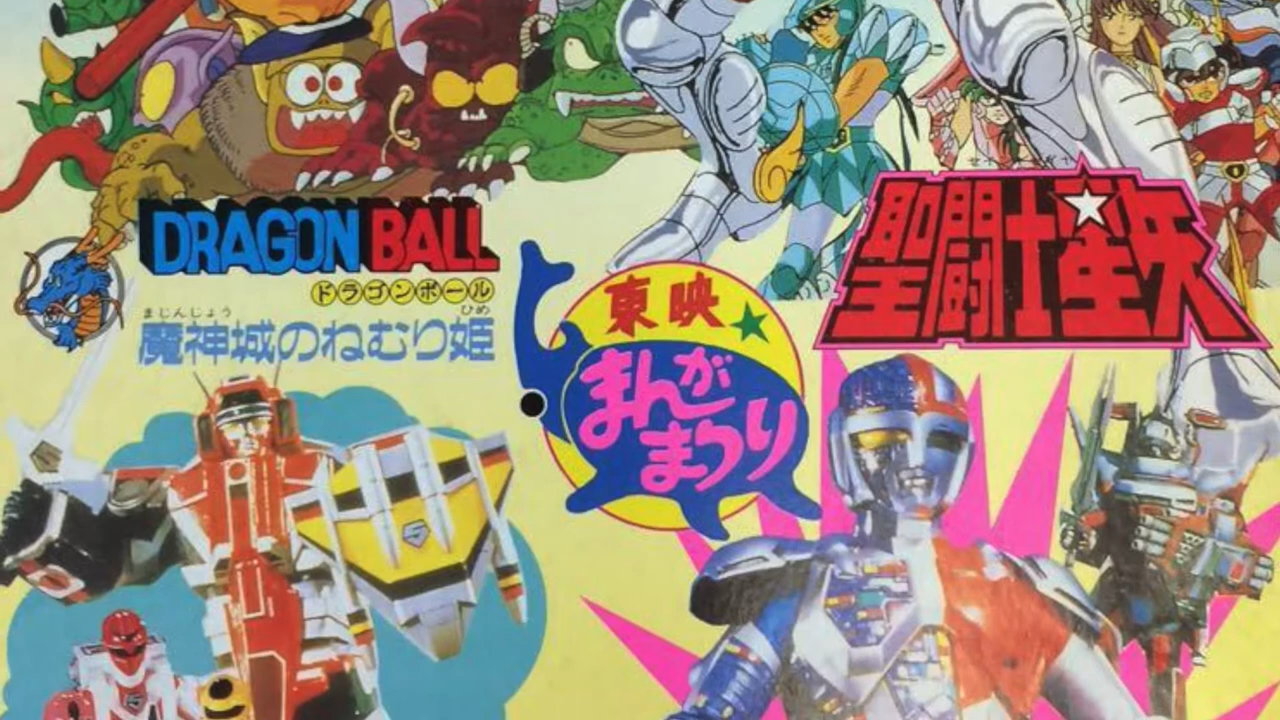 DRAGON BALL
ドラゴンボール
まじんじょう
ひめ
魔神城のねむり姫
東映
まんが
まつり
聖闘士星矢